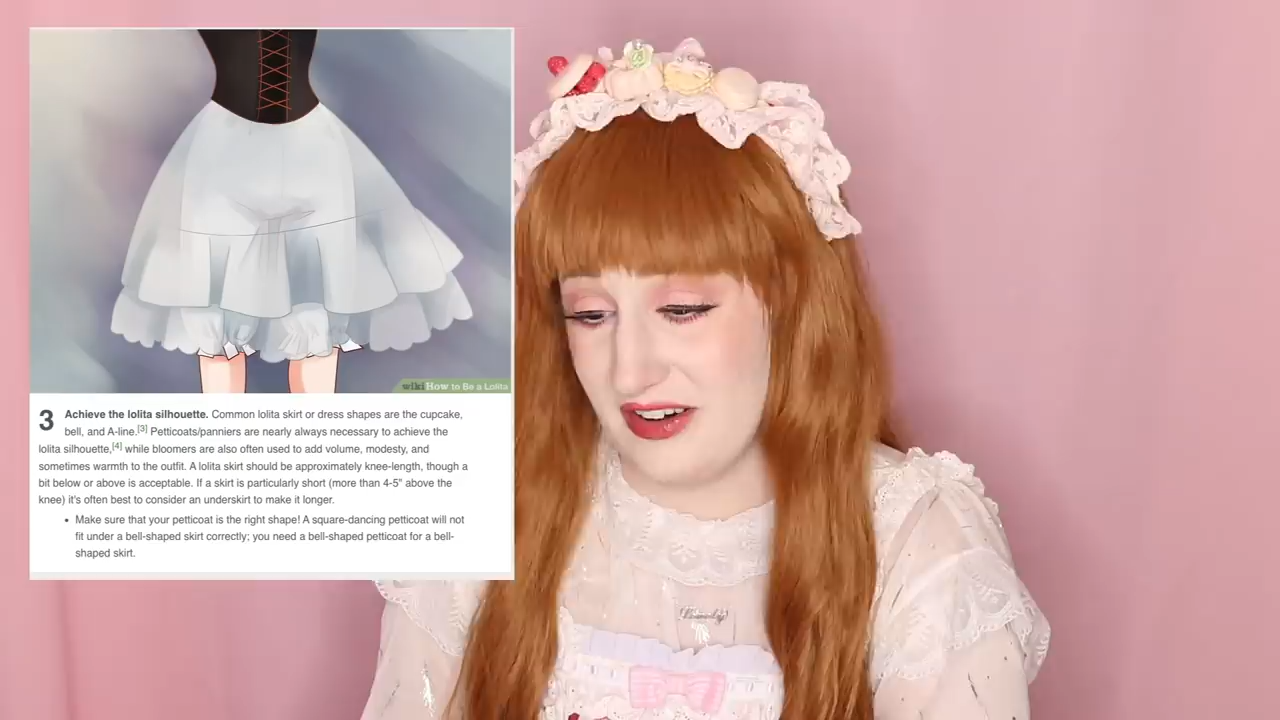 wikiHow to Be a Lolita
3 Achieve the lolita silhouette. Common lolita skirt or dress shapes are the cupcake,
bell, and A-line.[3] Petticoats/panniers are nearly always necessary to achieve the
lolita silhouette,[4] while bloomers are also often used to add volume, modesty, and
sometimes warmth to the outfit. A lolita skirt should be approximately knee-length, though a
bit below or above is acceptable. If a skirt is particularly short (more than 4-5" above the
knee) it's often best to consider an underskirt to make it longer.
• Make sure that your petticoat is the right shape! A square-dancing petticoat will not
fit under a bell-shaped skirt correctly; you need a bell-shaped petticoat for a bell-
shaped skirt.